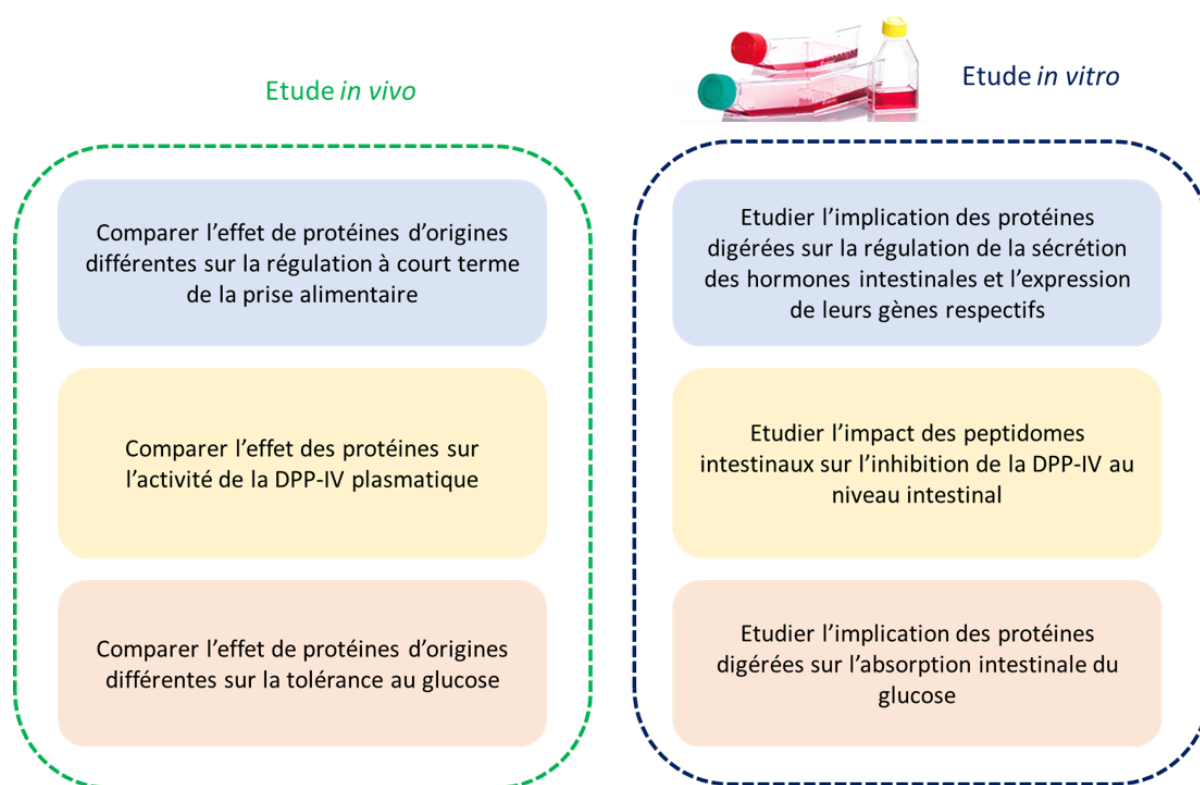 Etude in vivo
Comparer l’effet de protéines d’origines
différentes sur la régulation à court terme
de la prise alimentaire
Comparer l’effet des protéines sur
l’activité de la DPP-IV plasmatique
Comparer l’effet de protéines d’origines
différentes sur la tolérance au glucose
Etude in vitro
Etudier l’implication des protéines
digérées sur la régulation de la sécrétion
des hormones intestinales et l’expression
de leurs gènes respectifs
Etudier l’impact des peptidomes
intestinaux sur l’inhibition de la DPP-IV au
niveau intestinal
Etudier l’implication des protéines
digérées sur l’absorption intestinale du
glucose